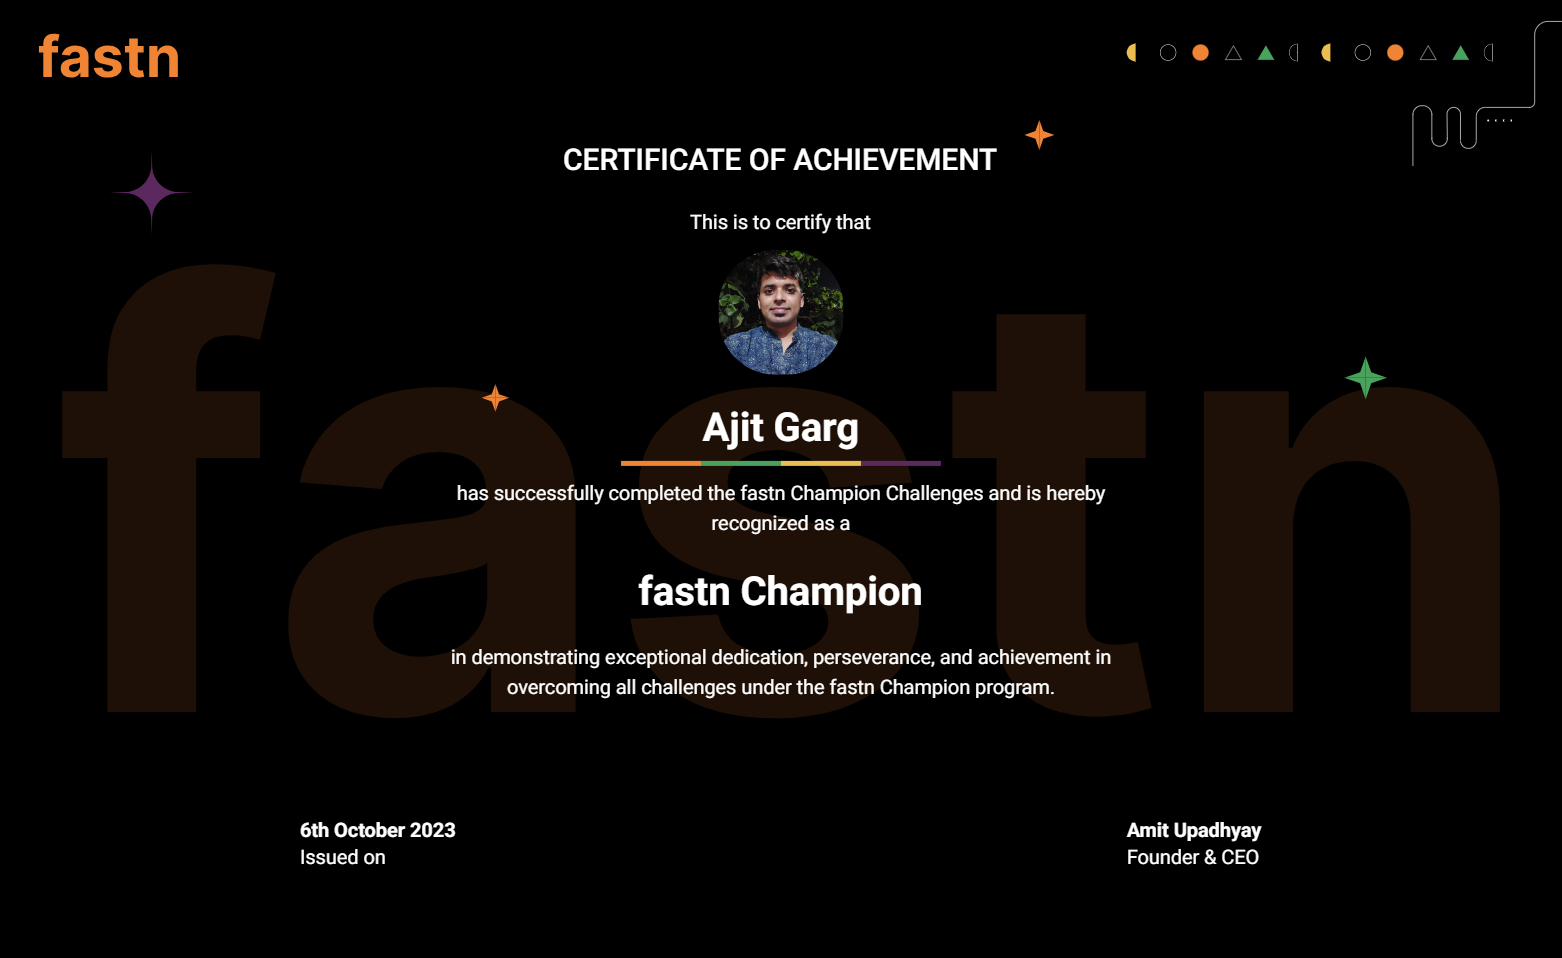 fastn
CERTIFICATE OF ACHIEVEMENT
This is to certify that
fastn
Ajit Garg
has successfully completed the fastn Champion Challenges and is hereby
recognized as a
fastn Champion
in demonstrating exceptional dedication, perseverance, and achievement in
overcoming all challenges under the fastn Champion program.
6th October 2023
Issued on
Amit Upadhyay
Founder & CEO